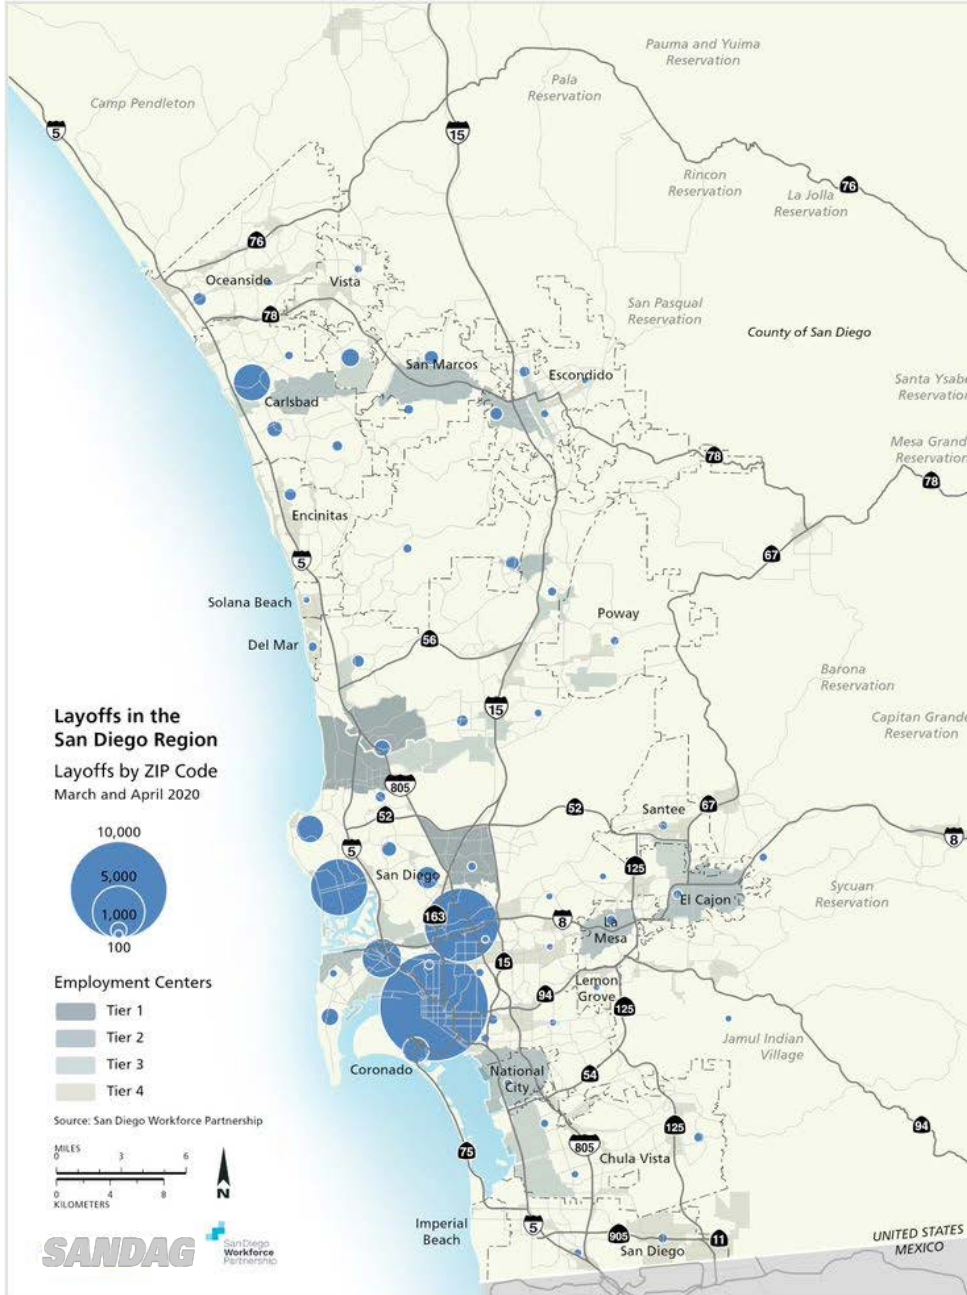 Pauma and Yuima
Reservation
Pala
Reservation
Camp Pendleton
5
15
Rincon
Reservation
La Jolla
Reservation
76
76
Oceanside
Vista
San Pasqual
Reservation
78
County of San Diego
San Marcos
Escondido
Santa Ysabe
Reservation
Carlsbad
Mesa Grand
Reservation
78
78
Encinitas
5
67
Solana Beach
Poway
Del Mar
56
Barona
Reservation
15
Capitan Grande
Reservation
Layoffs in the
San Diego Region
Layoffs by ZIP Code
March and April 2020
805
52
52
Santee
67
10,000
5,000
1,000
100
5
8
125
San Diego
El Cajon
Sycuan
Reservation
163
8
La
Mesa
15
Employment Centers
Tier 1
Tier 2
Tier 3
Tier 4
94
Lemon
Grove
125
Jamul Indian
Village
Coronado
National
City
54
Source: San Diego Workforce Partnership
94
125
805
75
Chula Vista
MILES
0 3 6
0 4 8
KILOMETERS
N
Imperial
Beach
5
905
San Diego
11
UNITED STATES
MEXICO
SANDAG
San Diego
Workforce
Partnership